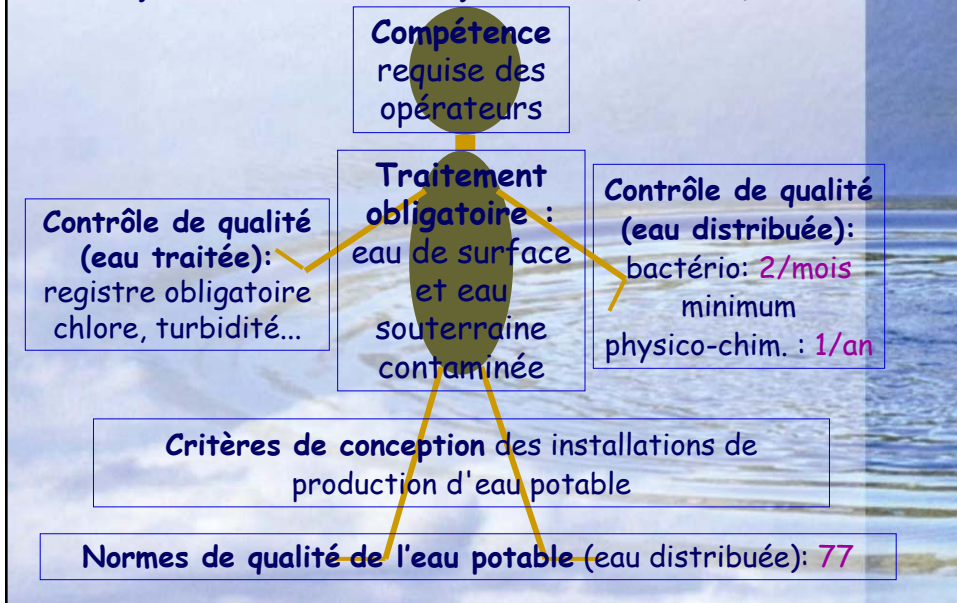 Compétence
requise des
opérateurs
Traitement
obligatoire :
eau de surface
et eau
souterraine
contaminée
Contrôle de qualité
(eau traitée):
registre obligatoire
chlore, turbidité...
Contrôle de qualité
(eau distribuée):
bactério: 2/mois
minimum
physico-chim. : 1/an
Critères de conception des installations de
production d'eau potable
Normes de qualité de l’eau potable (eau distribuée): 77